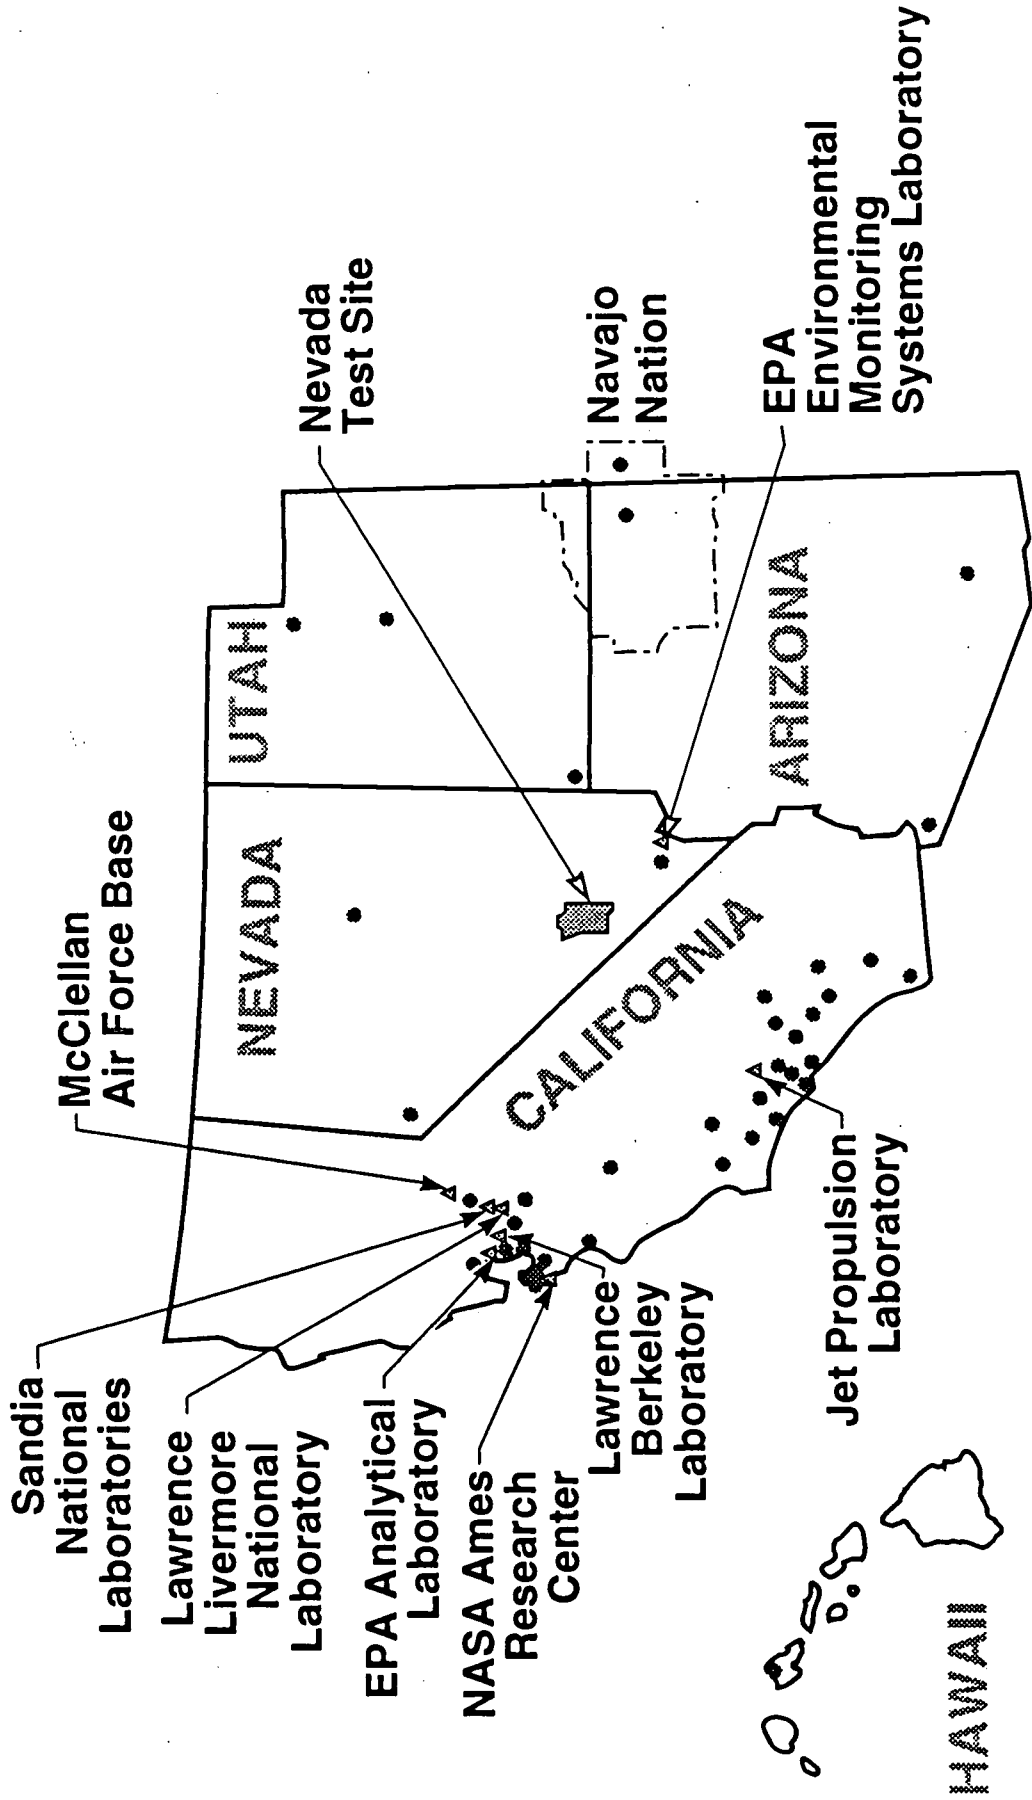 Sandia
National
Laboratories
Lawrence
Livermore
National
Laboratory
EPA Analytical
Laboratory
NASA Ames
Research
Center
Lawrence
Berkeley
Laboratory
Jet Propulsion
Laboratory
McClellan
Air Force Base
Nevada
Test Site
Navajo
Nation
EPA
Environmental
Monitoring
Systems Laboratory
NEVADA
UTAH
CALIFORNIA
ARIZONA
HAWAII